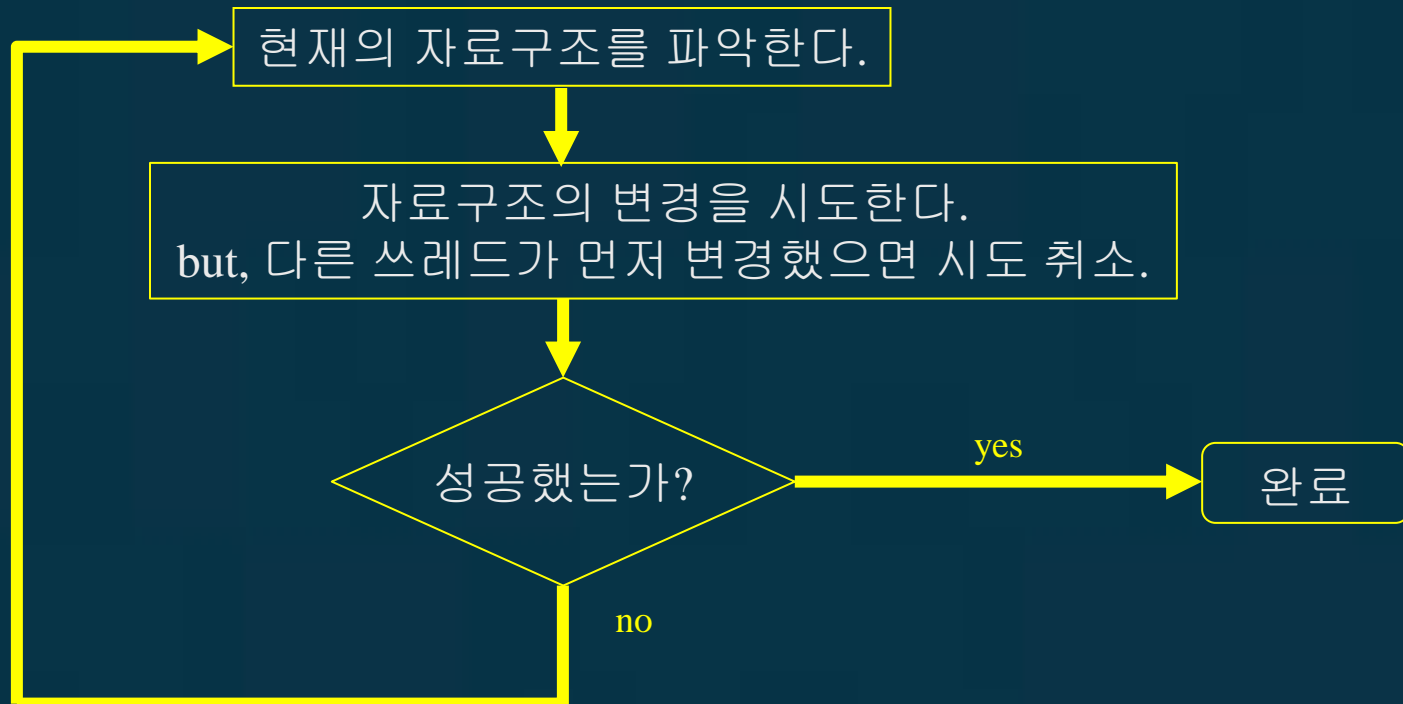 현재의 자료구조를 파악한다.
자료구조의 변경을 시도한다.
but, 다른 쓰레드가 먼저 변경했으면 시도 취소.
성공했는가?
yes
완료
no